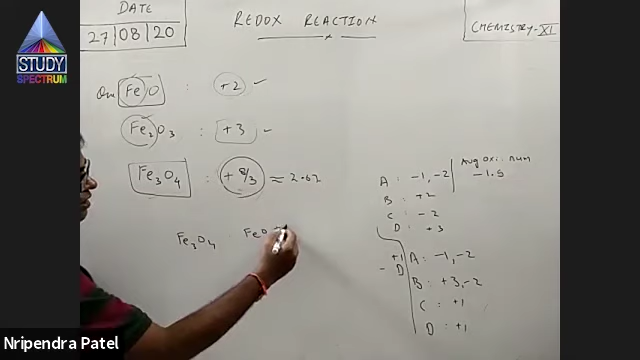 DATE
27/08/20
REDOX REACTION
CHEMISTRY-XI
STUDY
SPECTRUM
FeO : +2
Fe₂O₃ : +3
Fe₃O₄ : +8/3 ≈ 2.67
Fe₃O₄ FeO
A : -1, -2
Avg oxi. num
-1.5
B : +2
C : -2
D : +3
+1
- D
A : -1, -2
B : +3, -2
C : +1
D : +1
Nripendra Patel